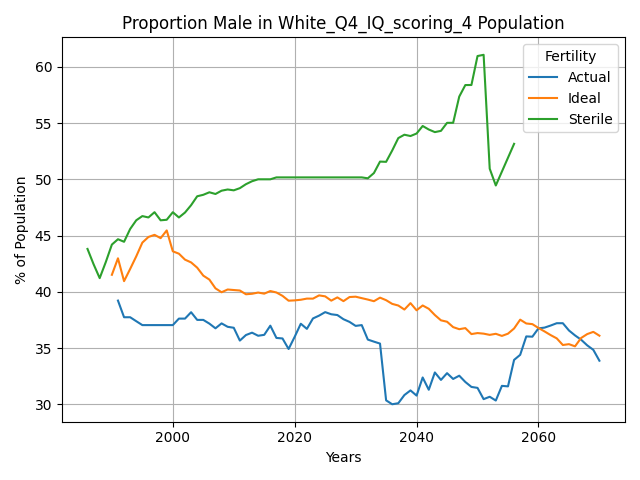 Proportion Male in White_Q4_IQ_scoring_4 Population
Fertility
Actual
Ideal
Sterile
% of Population
60
55
50
45
40
35
30
2000
2020
2040
2060
Years